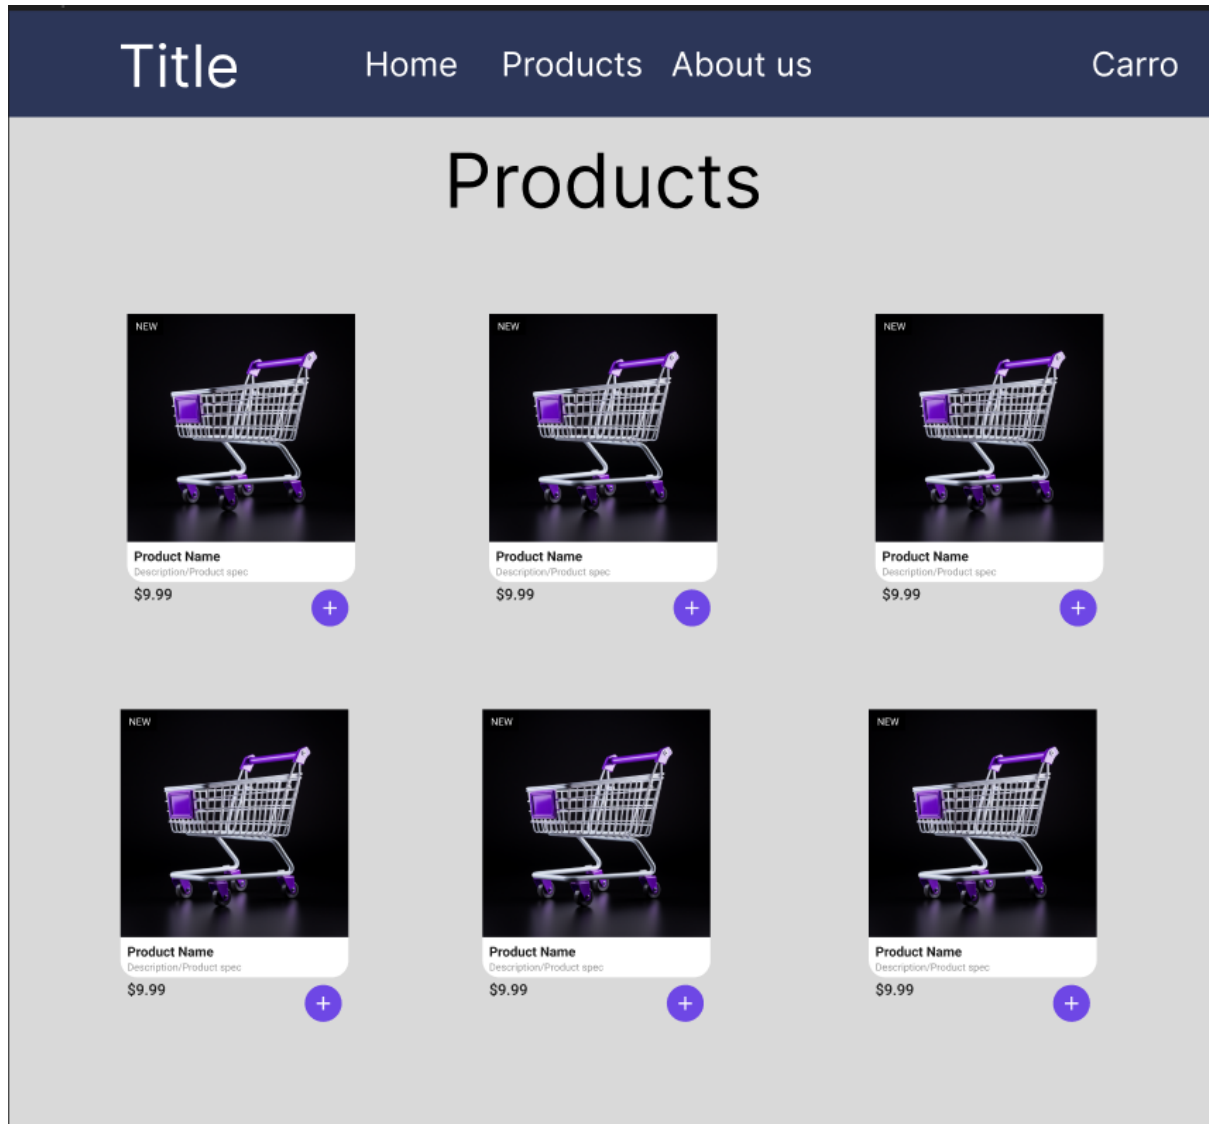 Title Home Products About us Carro
Products
NEW NEW NEW
Product Name Product Name Product Name
Description/Product spec Description/Product spec Description/Product spec
$9.99 $9.99 $9.99
+ + +
NEW NEW NEW
Product Name Product Name Product Name
Description/Product spec Description/Product spec Description/Product spec
$9.99 $9.99 $9.99
+ + +